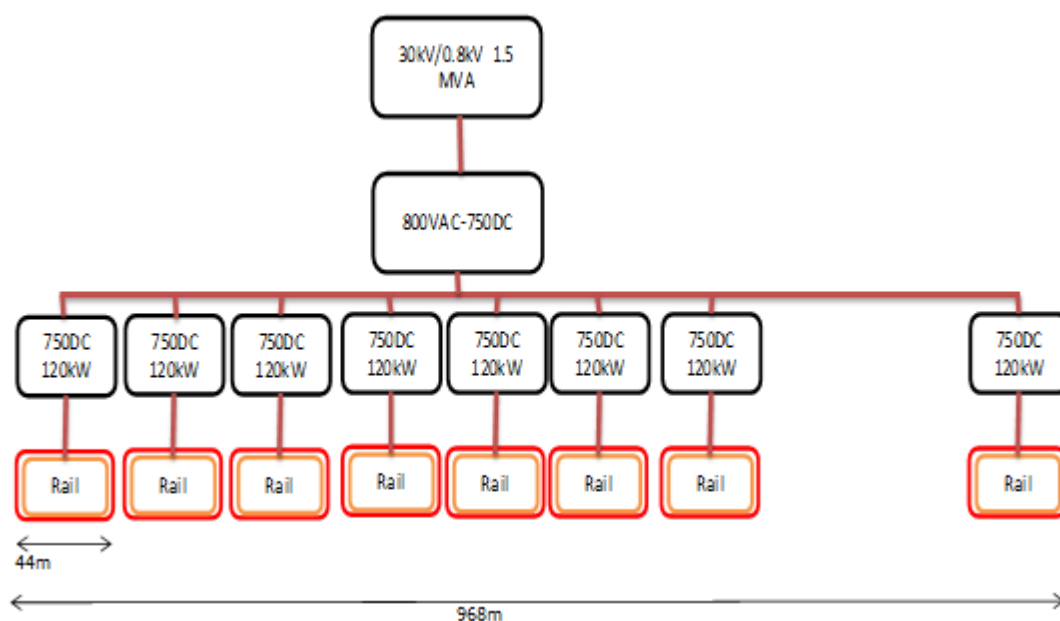 30kV/0.8kV 1.5
MVA
800VAC-750DC
750DC
120kW
750DC
120kW
750DC
120kW
750DC
120kW
750DC
120kW
750DC
120kW
750DC
120kW
750DC
120kW
Rail
Rail
Rail
Rail
Rail
Rail
Rail
Rail
44m
968m